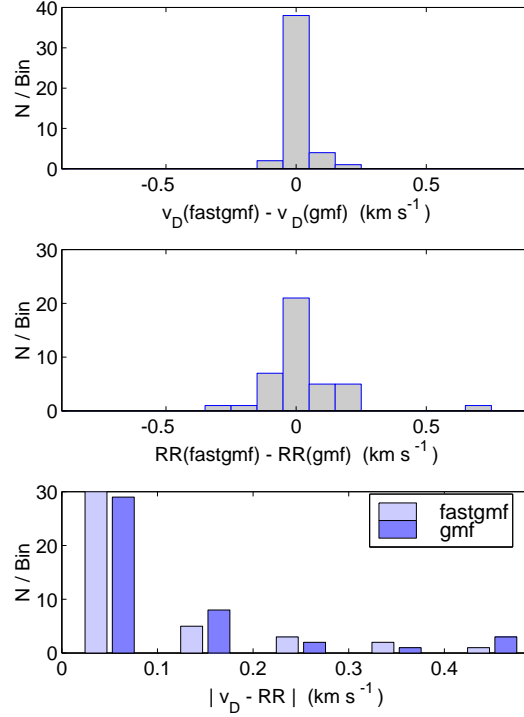 40
30
20
10
0
N / Bin
-0.5 0 0.5
v_D(fastgmf) - v_D(gmf) (km s^-1)
30
20
10
0
N / Bin
-0.5 0 0.5
RR(fastgmf) - RR(gmf) (km s^-1)
30
20
10
0
N / Bin
fastgmf
gmf
0 0.1 0.2 0.3 0.4
| v_D - RR | (km s^-1)